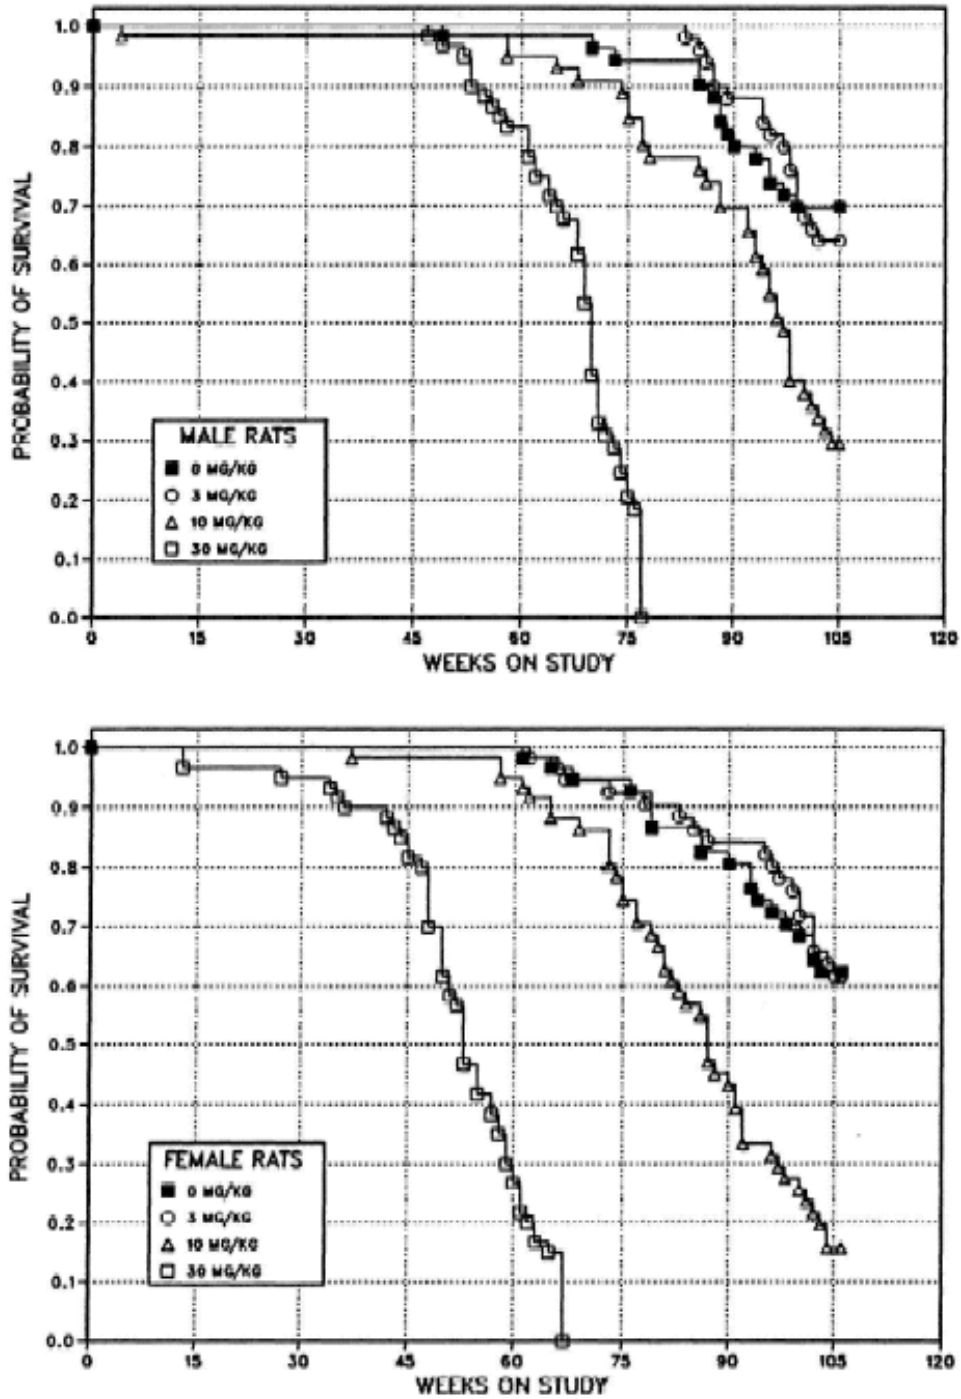 PROBABILITY OF SURVIVAL
1.0
0.9
0.8
0.7
0.6
0.5
0.4
0.3
0.2
0.1
0.0
MALE RATS
0 MG/KG
3 MG/KG
10 MG/KG
30 MG/KG
0 15 30 45 60 75 90 105 120
WEEKS ON STUDY
PROBABILITY OF SURVIVAL
1.0
0.9
0.8
0.7
0.6
0.5
0.4
0.3
0.2
0.1
0.0
FEMALE RATS
0 MG/KG
3 MG/KG
10 MG/KG
30 MG/KG
0 15 30 45 60 75 90 105 120
WEEKS ON STUDY